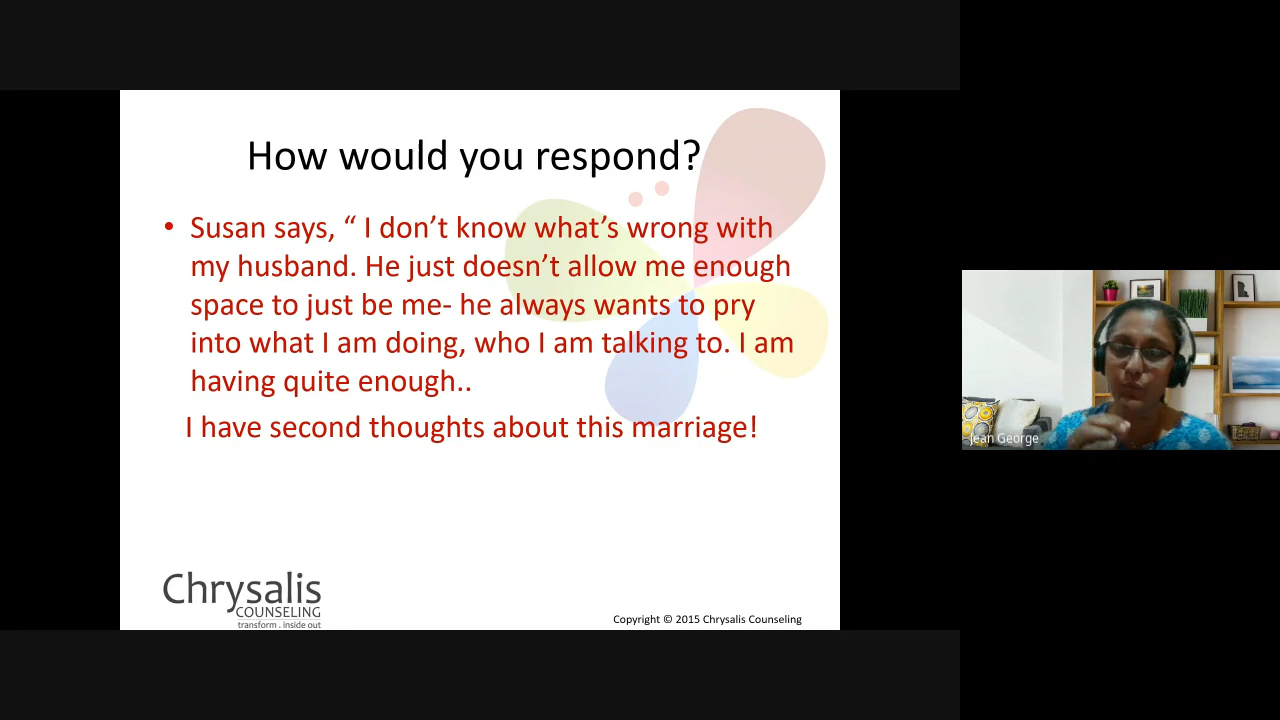 How would you respond?
• Susan says, “ I don’t know what’s wrong with
my husband. He just doesn’t allow me enough
space to just be me- he always wants to pry
into what I am doing, who I am talking to. I am
having quite enough..
I have second thoughts about this marriage!
Jean George
Chrysalis
COUNSELING
transform . inside out
Copyright © 2015 Chrysalis Counseling